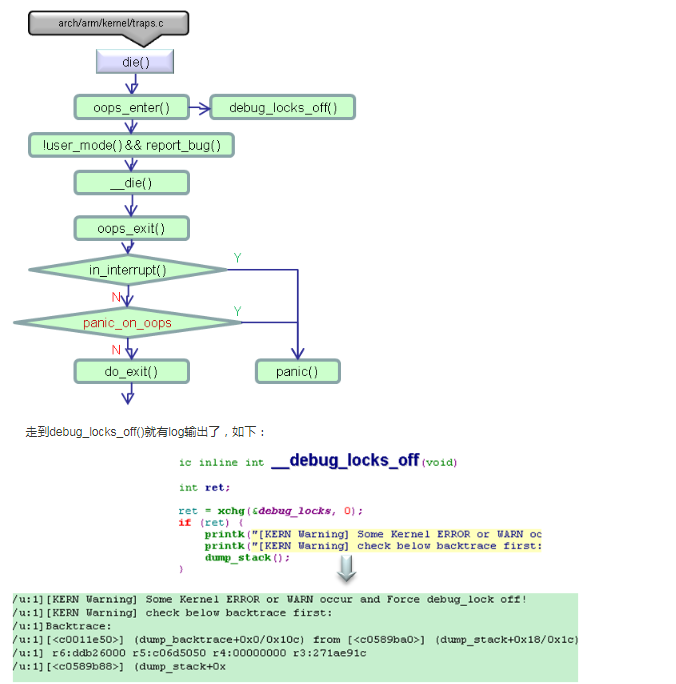 arch/arm/kernel/traps.c
die()
oops_enter()
debug_locks_off()
!user_mode() && report_bug()
__die()
oops_exit()
in_interrupt()
Y
N
panic_on_oops
Y
N
do_exit()
panic()
走到debug_locks_off()就有log输出了，如下：
ic inline int __debug_locks_off(void)
int ret;
ret = xchg(&debug_locks, 0);
if (ret) {
printk("[KERN Warning] Some Kernel ERROR or WARN oc
printk("[KERN Warning] check below backtrace first:
dump_stack();
}
/u:1][KERN Warning] Some Kernel ERROR or WARN occur and Force debug_lock off!
/u:1][KERN Warning] check below backtrace first:
/u:1]Backtrace:
/u:1][<c0011e50>] (dump_backtrace+0x0/0x10c) from [<c0589ba0>] (dump_stack+0x18/0x1c)
/u:1] r6:ddb26000 r5:c06d5050 r4:00000000 r3:271ae91c
/u:1][<c0589b88>] (dump_stack+0x